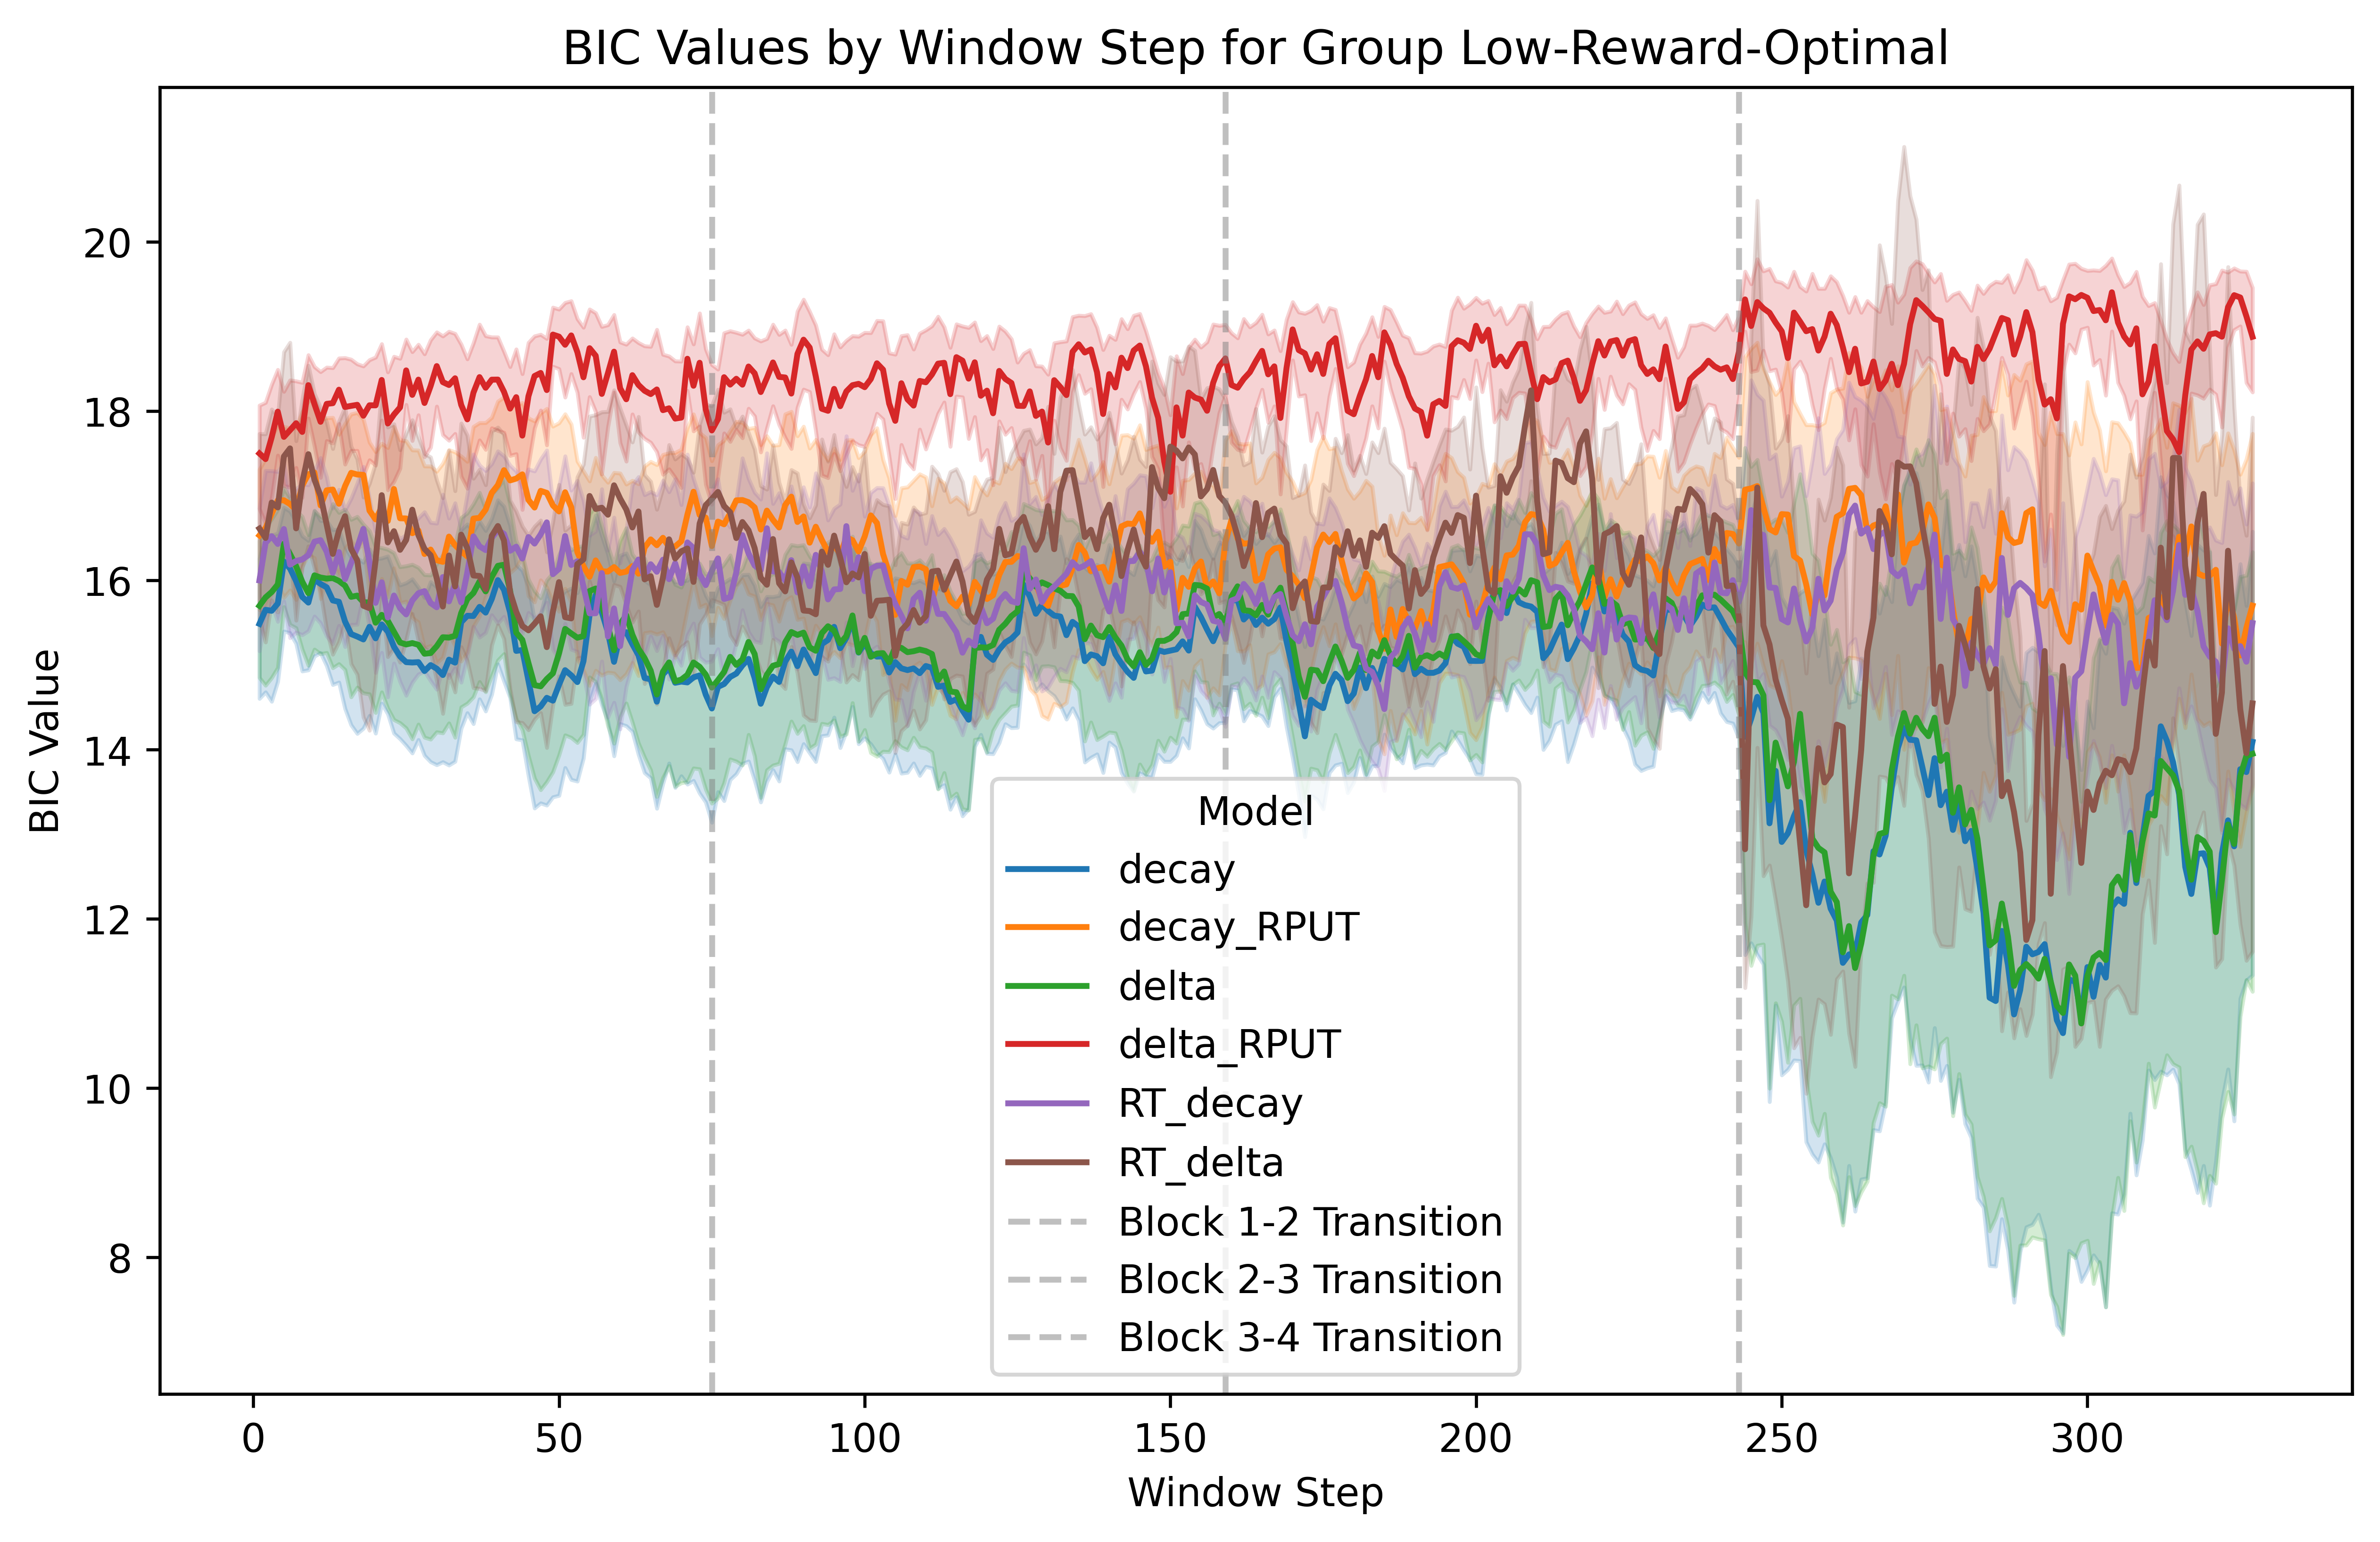 BIC Values by Window Step for Group Low-Reward-Optimal
BIC Value
20
18
16
14
12
10
8
Model
decay
decay_RPUT
delta
delta_RPUT
RT_decay
RT_delta
Block 1-2 Transition
Block 2-3 Transition
Block 3-4 Transition
0 50 100 150 200 250 300
Window Step